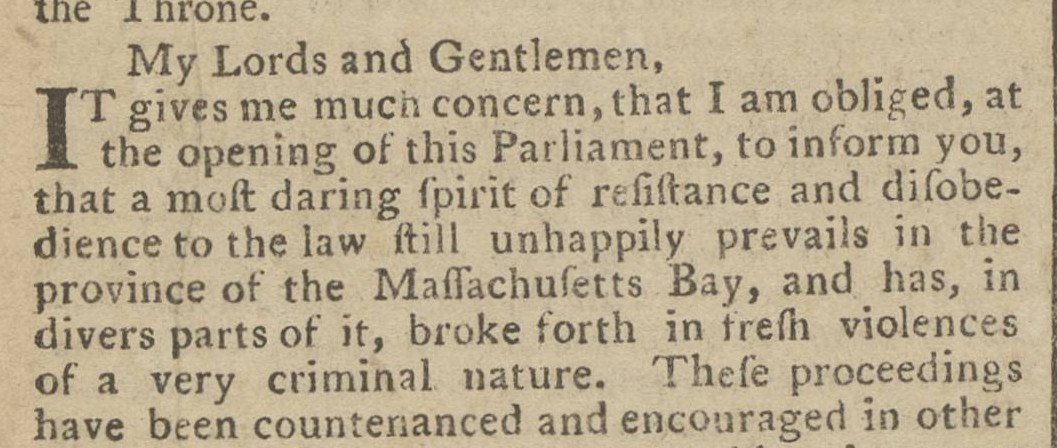 the Throne.
My Lords and Gentlemen,
IT gives me much concern, that I am obliged, at
the opening of this Parliament, to inform you,
that a moſt daring ſpirit of reſiſtance and diſobe-
dience to the law ſtill unhappily prevails in the
province of the Maſſachuſetts Bay, and has, in
divers parts of it, broke forth in freſh violences
of a very criminal nature. Theſe proceedings
have been countenanced and encouraged in other